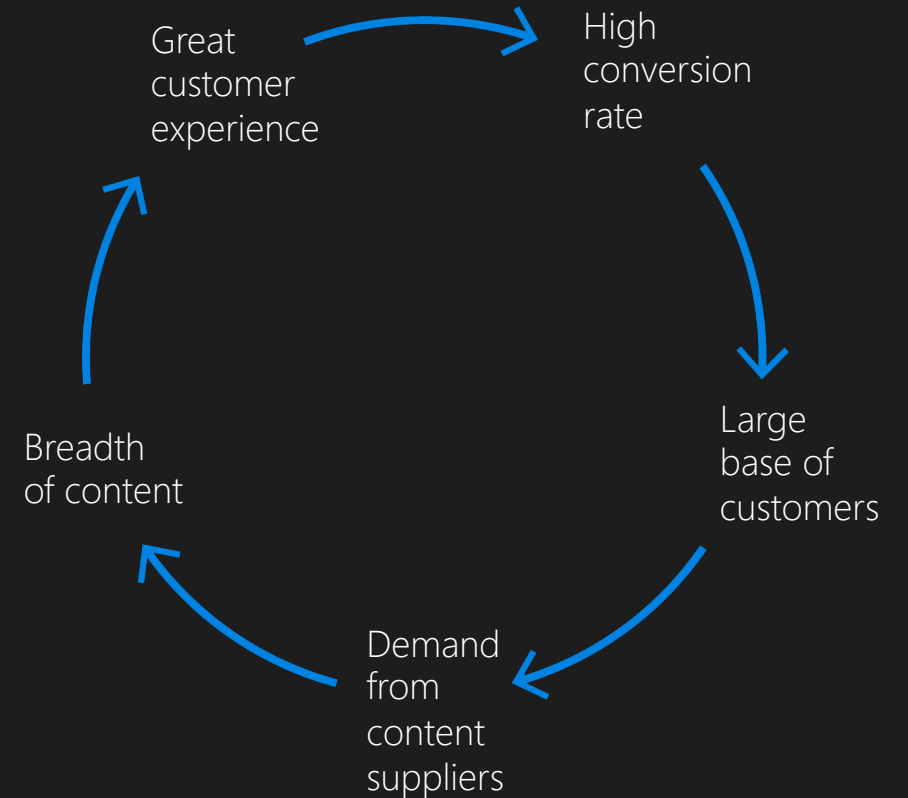 Great
customer
experience
High
conversion
rate
Large
base of
customers
Demand
from
content
suppliers
Breadth
of content